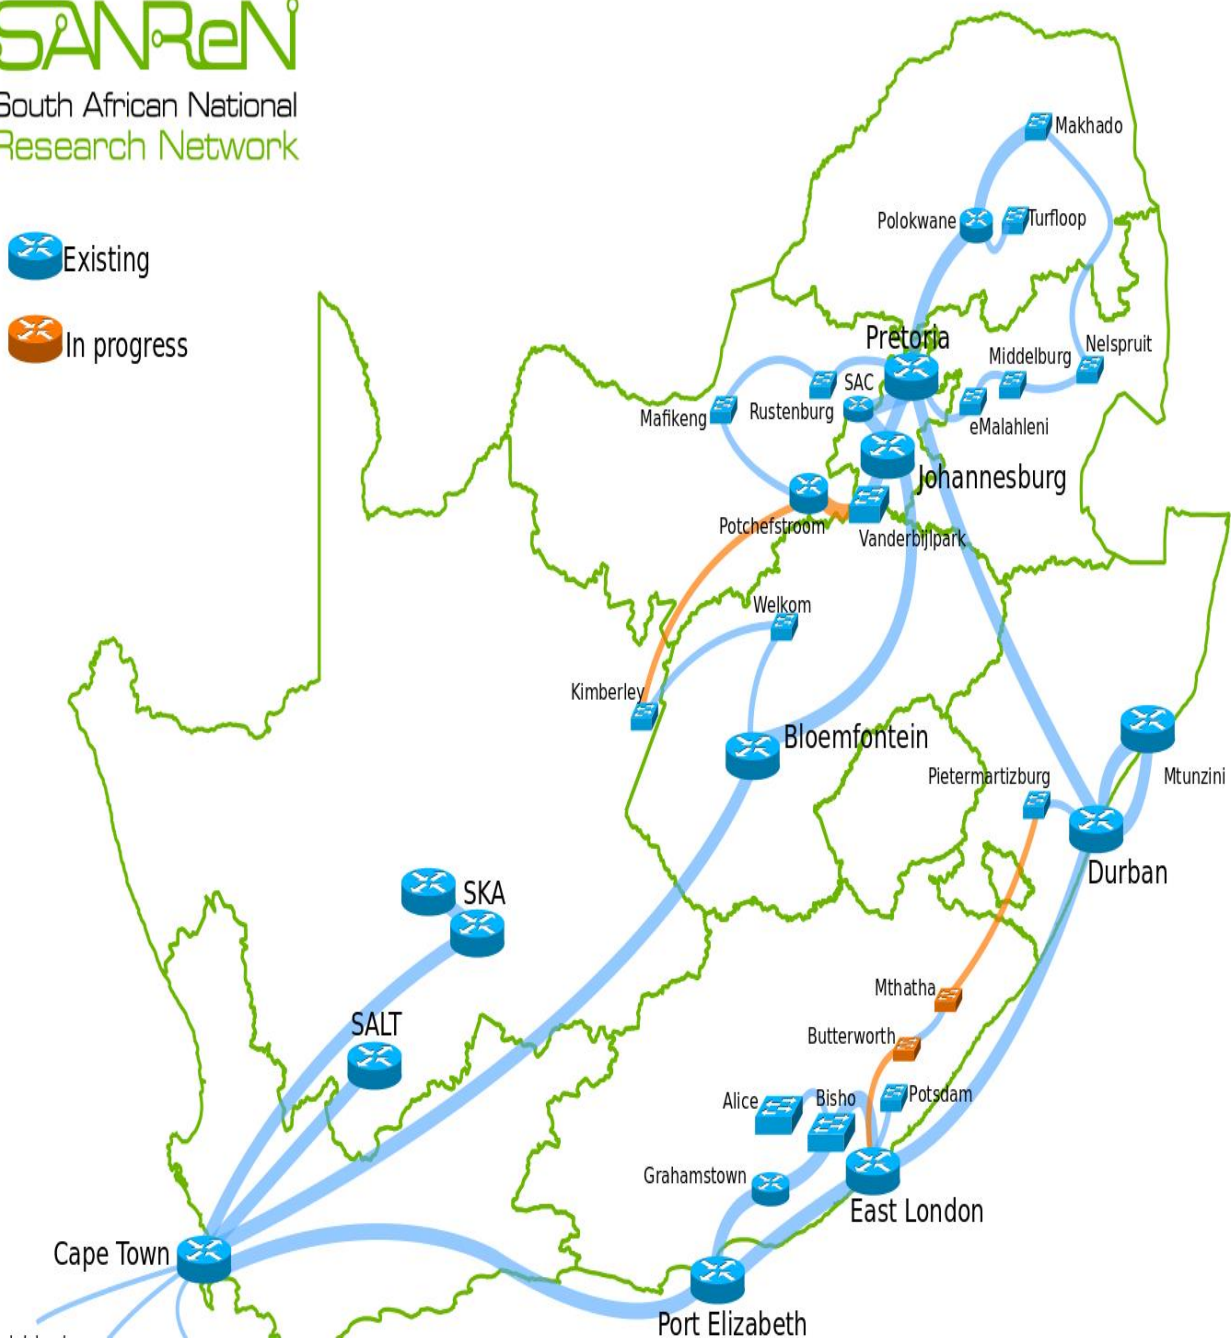 SANReN
South African National
Research Network
Existing
In progress
Makhado
Polokwane
Turfloop
Pretoria
Nelspruit
Middelburg
SAC
Rustenburg
Mafikeng
eMalahleni
Johannesburg
Potchefstroom
Vanderbijlpark
Welkom
Kimberley
Bloemfontein
Pietermartizburg
Mtunzini
Durban
SKA
Mthatha
SALT
Butterworth
Alice
Bisho
Potsdam
Grahamstown
East London
Cape Town
Port Elizabeth